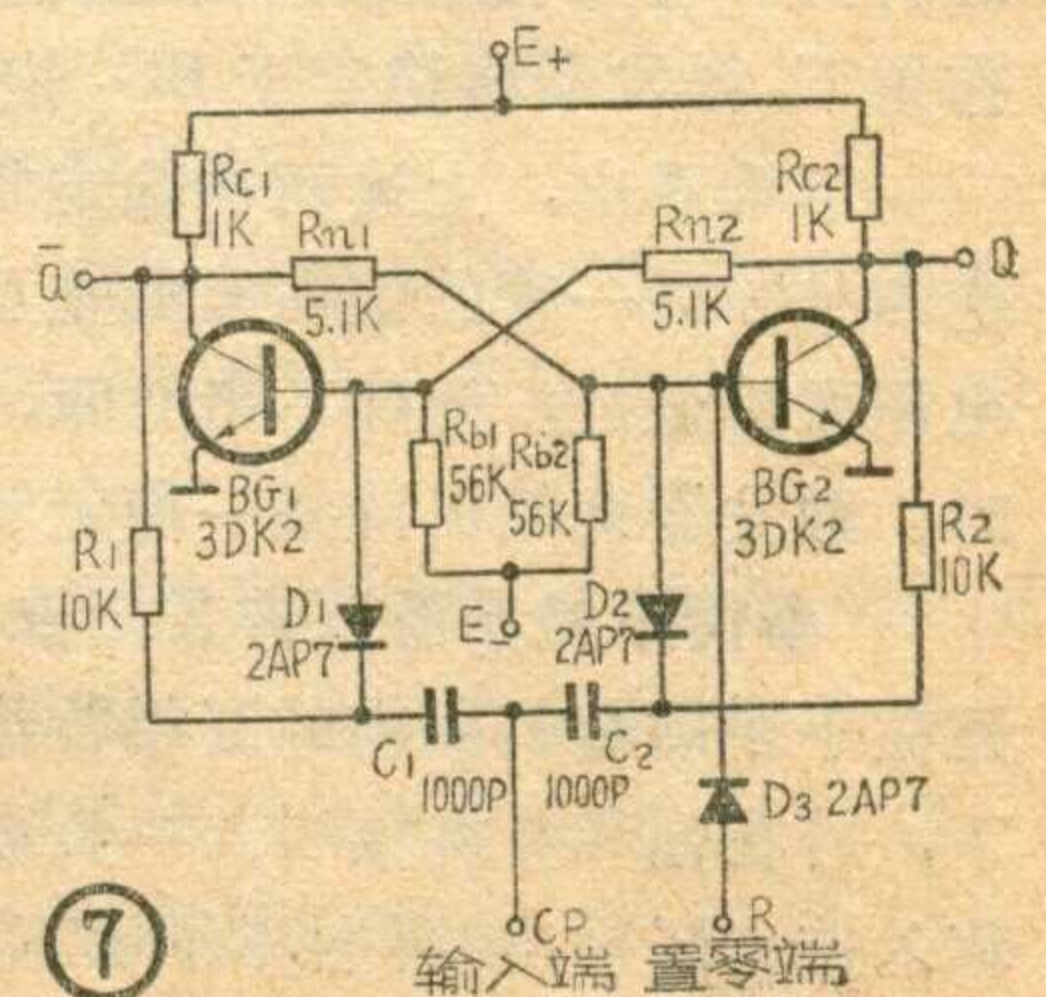 E+
RC1
1K
RC2
1K
Rn1
5.1K
Rn2
5.1K
Q̄
Q
Rb1
56K
Rb2
56K
BG1
3DK2
BG2
3DK2
R1
10K
R2
10K
D1
2AP7
E-
D2
2AP7
C1
1000P
C2
1000P
D3 2AP7
CP
R
输入端 置零端
7